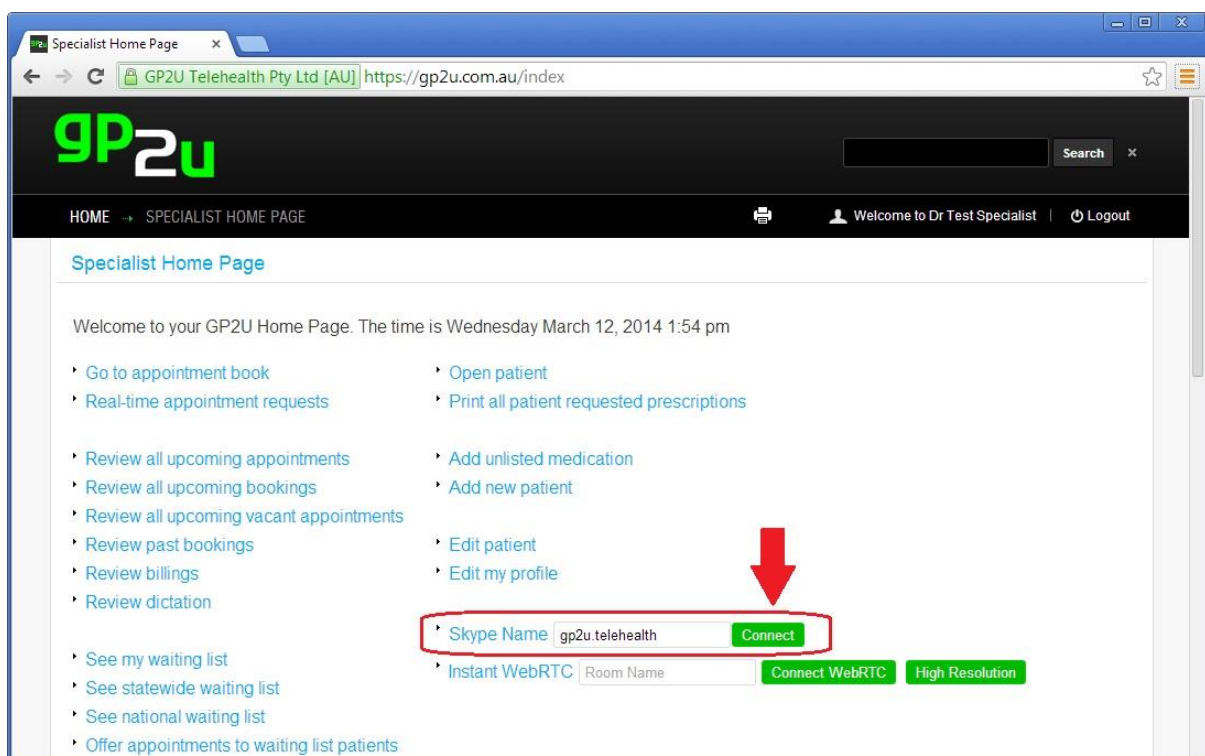 Specialist Home Page
GP2U Telehealth Pty Ltd [AU] https://gp2u.com.au/index
gp2u
Search
HOME SPECIALIST HOME PAGE
Welcome to Dr Test Specialist | Logout
Specialist Home Page
Welcome to your GP2U Home Page. The time is Wednesday March 12, 2014 1:54 pm
Go to appointment book
Real-time appointment requests
Review all upcoming appointments
Review all upcoming bookings
Review all upcoming vacant appointments
Review past bookings
Review billings
Review dictation
See my waiting list
See statewide waiting list
See national waiting list
Offer appointments to waiting list patients
Open patient
Print all patient requested prescriptions
Add unlisted medication
Add new patient
Edit patient
Edit my profile
Skype Name gp2u.telehealth Connect
Instant WebRTC Room Name Connect WebRTC High Resolution